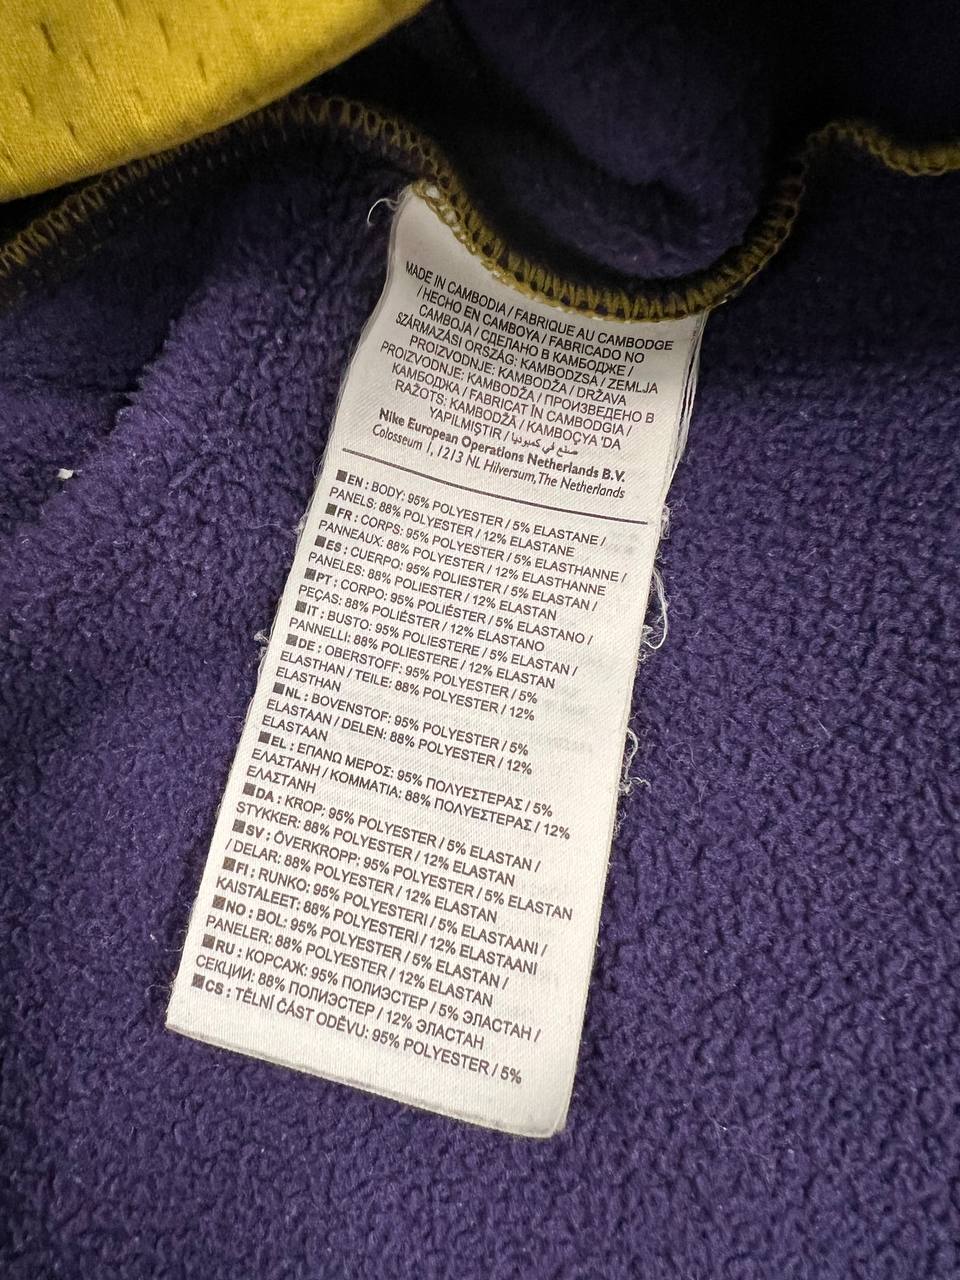 MADE IN CAMBODIA / FABRIQUE AU CAMBODGE
/ HECHO EN CAMBOYA / FABRICADO NO
CAMBOJA / СДЕЛАНО В КАМБОДЖЕ /
SZÁRMAZÁSI ORSZÁG: KAMBODZSA / ZEMLJA
PROIZVODNJE: KAMBODŽA / DRŽAVA
PROIZVODNJE: KAMBODŽA / ПРОИЗВЕДЕНО В
КАМБОДЖА / FABRICAT ÎN CAMBODGIA /
RAŽOTS: KAMBODŽĀ / KAMBOÇYA 'DA
YAPILMIŞTIR / صنع في كمبوديا
Nike European Operations Netherlands B.V.
Colosseum 1, 1213 NL Hilversum, The Netherlands
■EN : BODY: 95% POLYESTER / 5% ELASTANE /
PANELS: 88% POLYESTER / 12% ELASTANE
■FR : CORPS: 95% POLYESTER / 5% ELASTHANNE /
PANNEAUX: 88% POLYESTER / 12% ELASTHANNE
■ES : CUERPO: 95% POLIESTER / 5% ELASTAN /
PANELES: 88% POLIESTER / 12% ELASTAN
■PT : CORPO: 95% POLIÉSTER / 5% ELASTANO /
PEÇAS: 88% POLIÉSTER / 12% ELASTANO
■IT : BUSTO: 95% POLIESTERE / 5% ELASTAN /
PANNELLI: 88% POLIESTERE / 12% ELASTAN
■DE : OBERSTOFF: 95% POLYESTER / 5%
ELASTHAN / TEILE: 88% POLYESTER / 12%
ELASTHAN
■NL : BOVENSTOF: 95% POLYESTER / 5%
ELASTAAN / DELEN: 88% POLYESTER / 12%
ELASTAAN
■EL : ΕΠΑΝΩ ΜΕΡΟΣ: 95% ΠΟΛΥΕΣΤΕΡΑΣ / 5%
ΕΛΑΣΤΑΝΗ / ΚΟΜΜΑΤΙΑ: 88% ΠΟΛΥΕΣΤΕΡΑΣ / 12%
ΕΛΑΣΤΑΝΗ
■DA : KROP: 95% POLYESTER / 5% ELASTAN /
STYKKER: 88% POLYESTER / 12% ELASTAN
■SV : ÖVERKROPP: 95% POLYESTER / 5% ELASTAN
/ DELAR: 88% POLYESTER / 12% ELASTAN
■FI : RUNKO: 95% POLYESTERI / 5% ELASTAANI /
KAISTALEET: 88% POLYESTERI / 12% ELASTAANI
■NO : BOL: 95% POLYESTER / 5% ELASTAN /
PANELER: 88% POLYESTER / 12% ELASTAN
■RU : КОРСАЖ: 95% ПОЛИЭСТЕР / 5% ЭЛАСТАН /
СЕКЦИИ: 88% ПОЛИЭСТЕР / 12% ЭЛАСТАН
■CS : TĚLNÍ ČÁST ODĚVU: 95% POLYESTER / 5%